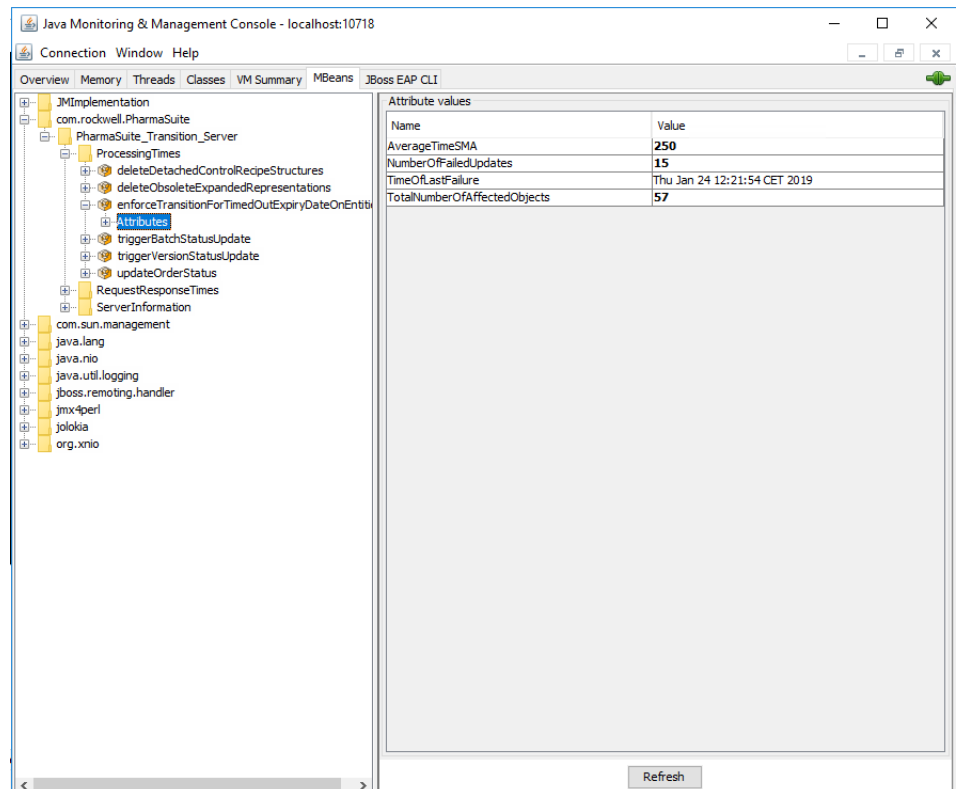 Java Monitoring & Management Console - localhost:10718
Connection Window Help
Overview Memory Threads Classes VM Summary MBeans JBoss EAP CLI
JMImplementation
com.rockwell.PharmaSuite
PharmaSuite_Transition_Server
ProcessingTimes
deleteDetachedControlRecipeStructures
deleteObsoleteExpandedRepresentations
enforceTransitionForTimedOutExpiryDateOnEntiti
Attributes
triggerBatchStatusUpdate
triggerVersionStatusUpdate
updateOrderStatus
RequestResponseTimes
ServerInformation
com.sun.management
java.lang
java.nio
java.util.logging
jboss.remoting.handler
jmx4perl
jolokia
org.xnio
Attribute values
Name Value
AverageTimeSMA 250
NumberOfFailedUpdates 15
TimeOfLastFailure Thu Jan 24 12:21:54 CET 2019
TotalNumberOfAffectedObjects 57
Refresh